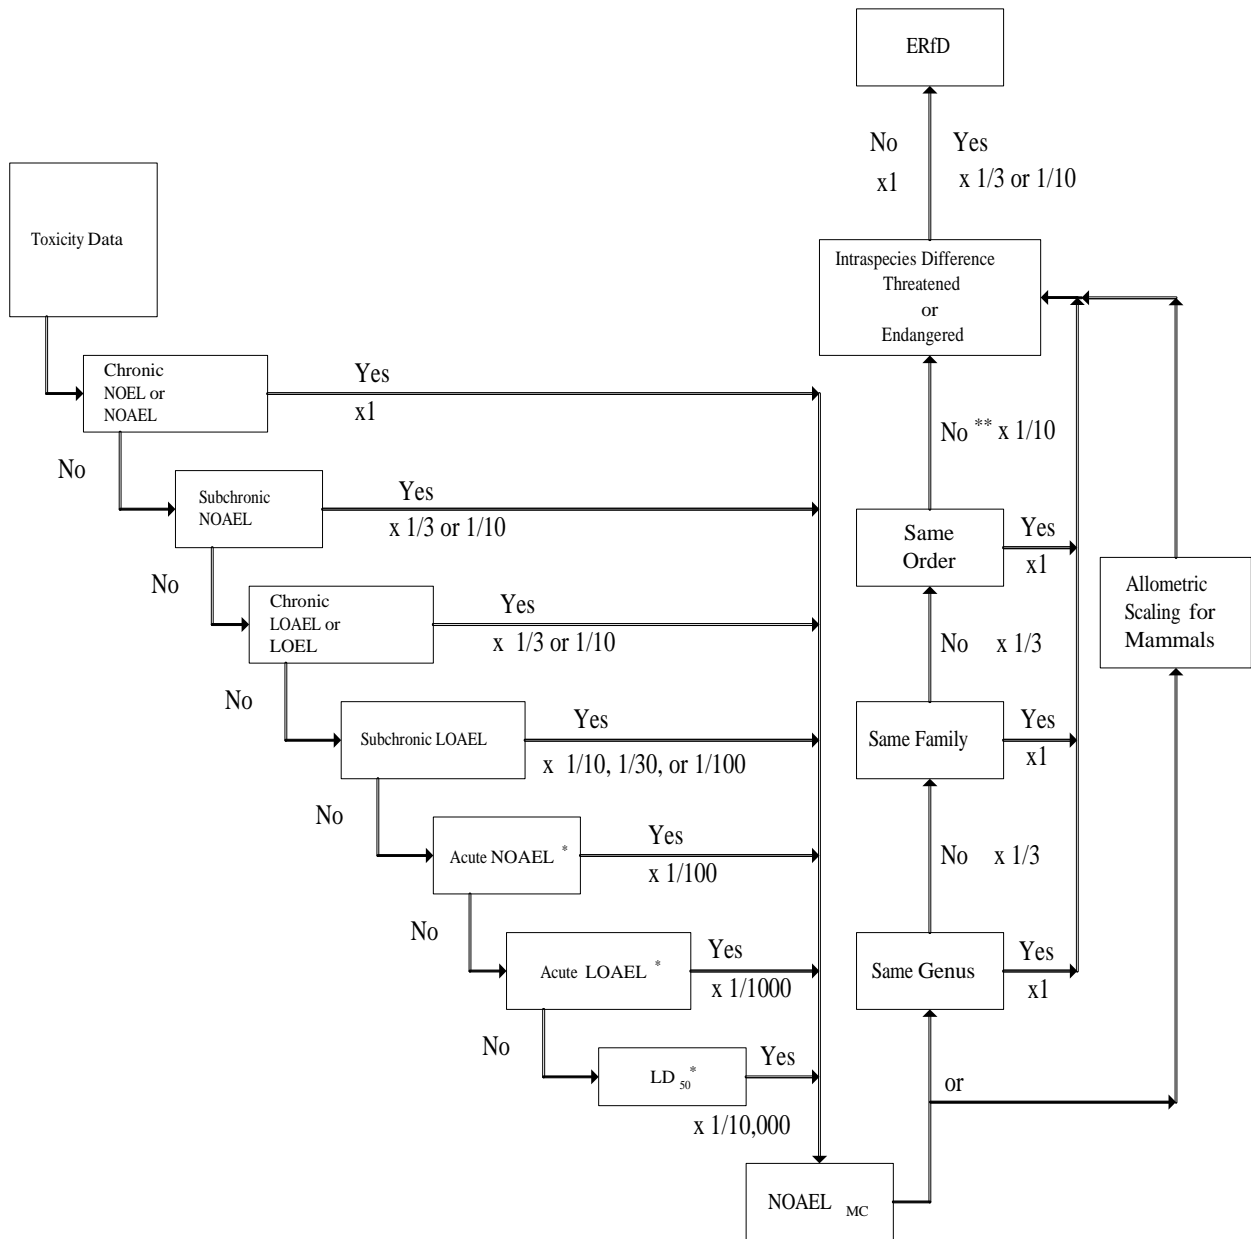 ERfD
No
Yes
x1
x 1/3 or 1/10
Toxicity Data
Intraspecies Difference
Threatened
or
Endangered
Chronic
NOEL or
NOAEL
Yes
x1
No
Subchronic
NOAEL
Yes
x 1/3 or 1/10
No ** x 1/10
Same
Order
Yes
x1
No
Chronic
LOAEL or
LOEL
Yes
x 1/3 or 1/10
Allometric
Scaling for
Mammals
No x 1/3
No
Subchronic LOAEL
Yes
x 1/10, 1/30, or 1/100
Same Family
Yes
x1
No
Acute NOAEL *
Yes
x 1/100
No x 1/3
No
Acute LOAEL *
Yes
x 1/1000
Same Genus
Yes
x1
No
LD 50 *
Yes
x 1/10,000
or
NOAEL MC